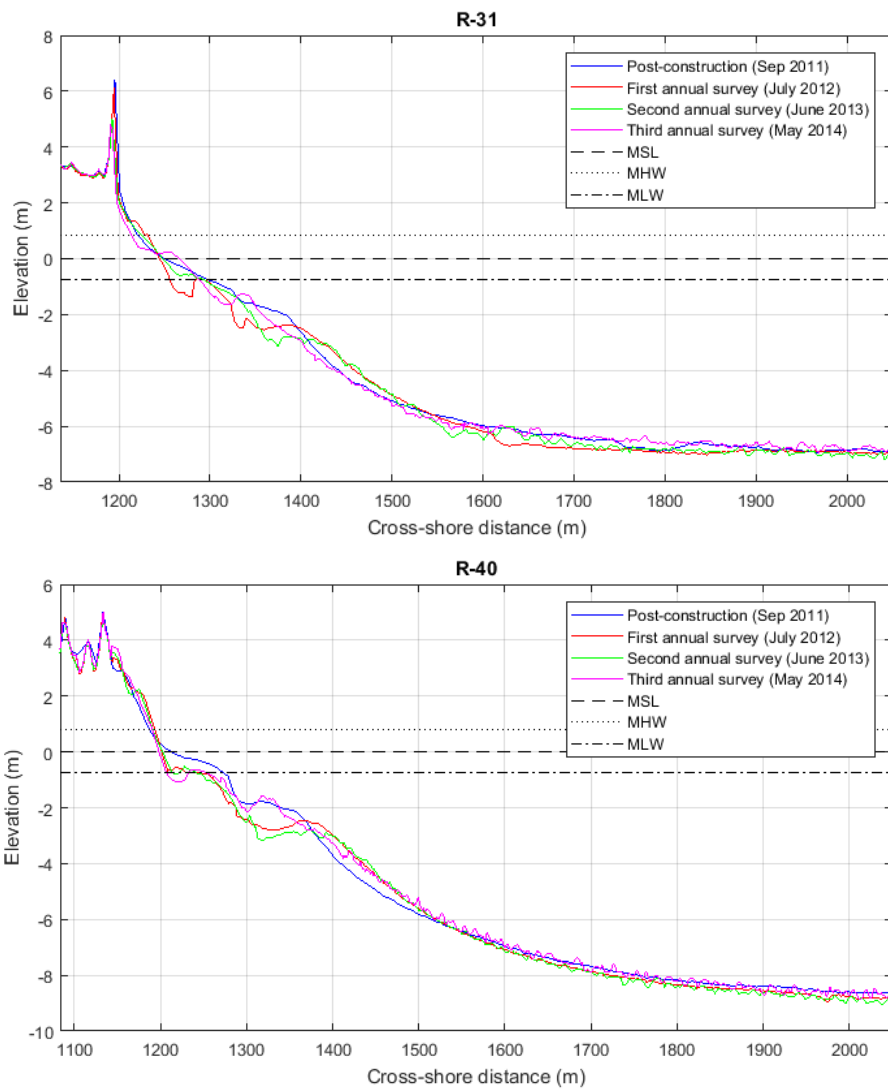 R-31
8
6
4
2
0
-2
-4
-6
-8
Elevation (m)
Post-construction (Sep 2011)
First annual survey (July 2012)
Second annual survey (June 2013)
Third annual survey (May 2014)
MSL
MHW
MLW
1200 1300 1400 1500 1600 1700 1800 1900 2000
Cross-shore distance (m)
R-40
6
4
2
0
-2
-4
-6
-8
-10
Elevation (m)
Post-construction (Sep 2011)
First annual survey (July 2012)
Second annual survey (June 2013)
Third annual survey (May 2014)
MSL
MHW
MLW
1100 1200 1300 1400 1500 1600 1700 1800 1900 2000
Cross-shore distance (m)